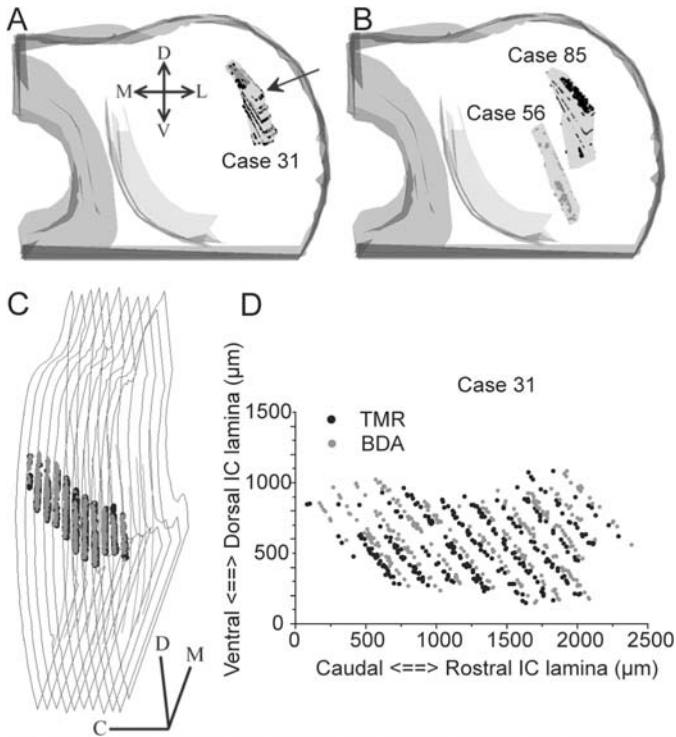 A
D
M L
V
Case 31
B
Case 85
Case 56
C
D
M
C
D
Case 31
Ventral <==> Dorsal IC lamina (µm)
1500
1000
500
0
TMR
BDA
0 500 1000 1500 2000 2500
Caudal <==> Rostral IC lamina (µm)